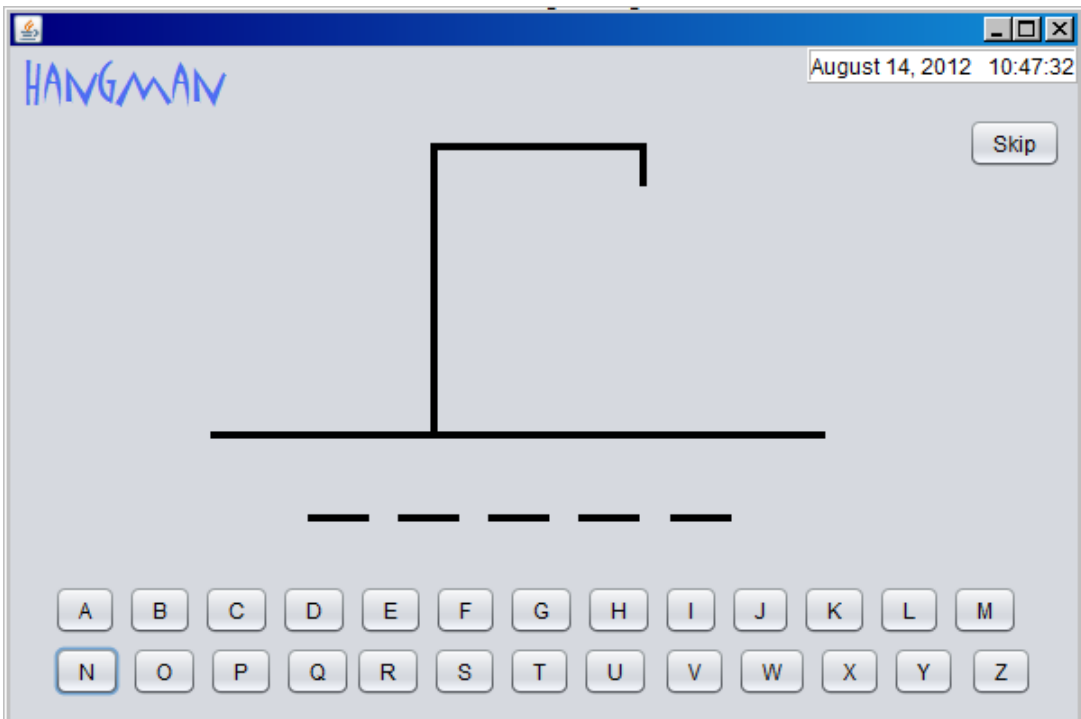 HANGMAN
August 14, 2012 10:47:32
Skip
A B C D E F G H I J K L M
N O P Q R S T U V W X Y Z